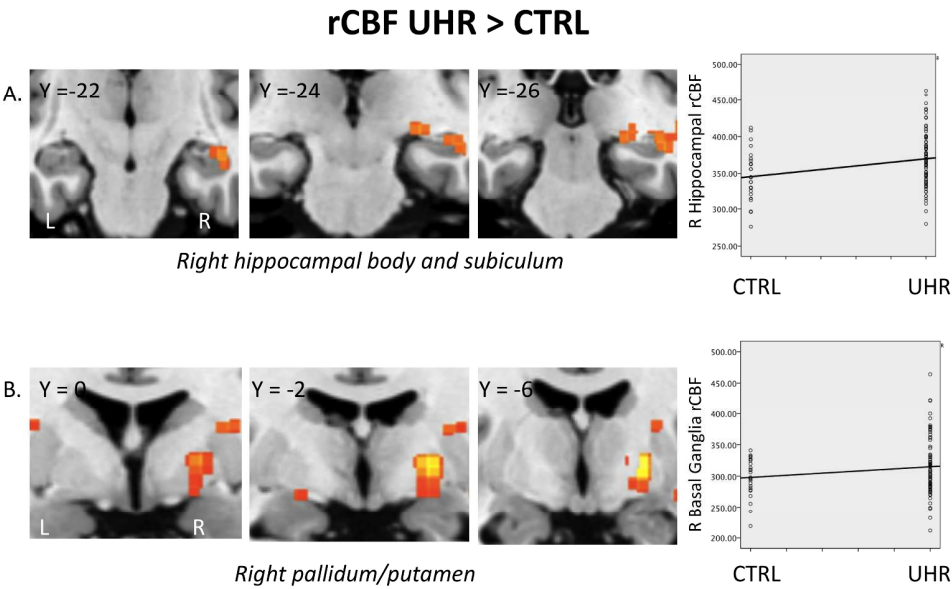 rCBF UHR > CTRL
A.
Y =-22
Y =-24
Y =-26
L
R
Right hippocampal body and subiculum
R Hippocampal rCBF
500.00
450.00
400.00
350.00
300.00
250.00
CTRL
UHR
B.
Y = 0
Y = -2
Y = -6
L
R
Right pallidum/putamen
R Basal Ganglia rCBF
500.00
450.00
400.00
350.00
300.00
250.00
200.00
CTRL
UHR